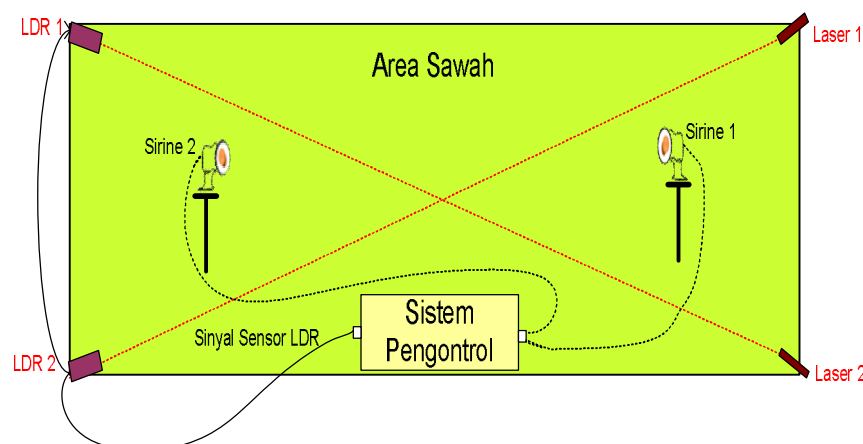 LDR 1
Laser 1
Area Sawah
Sirine 2
Sirine 1
Sistem
Pengontrol
Sinyal Sensor LDR
LDR 2
Laser 2